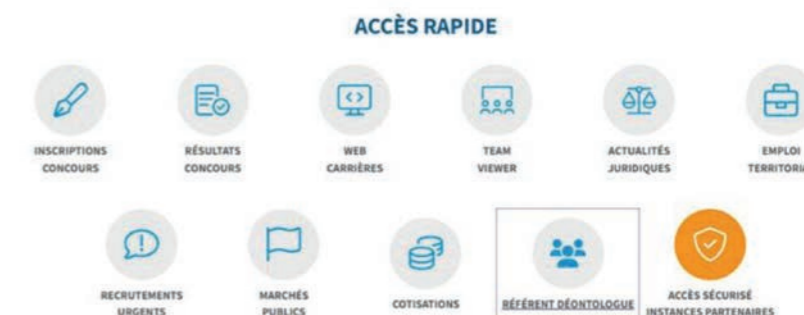 ACCÈS RAPIDE
INSCRIPTIONS
CONCOURS
RÉSULTATS
CONCOURS
WEB
CARRIÈRES
TEAM
VIEWER
ACTUALITÉS
JURIDIQUES
EMPLOI
TERRITORIA
RECRUTEMENTS
URGENTS
MARCHÉS
PUBLICS
COTISATIONS
RÉFÉRENT DÉONTOLOGUE
ACCÈS SÉCURISÉ
INSTANCES PARTENAIRES